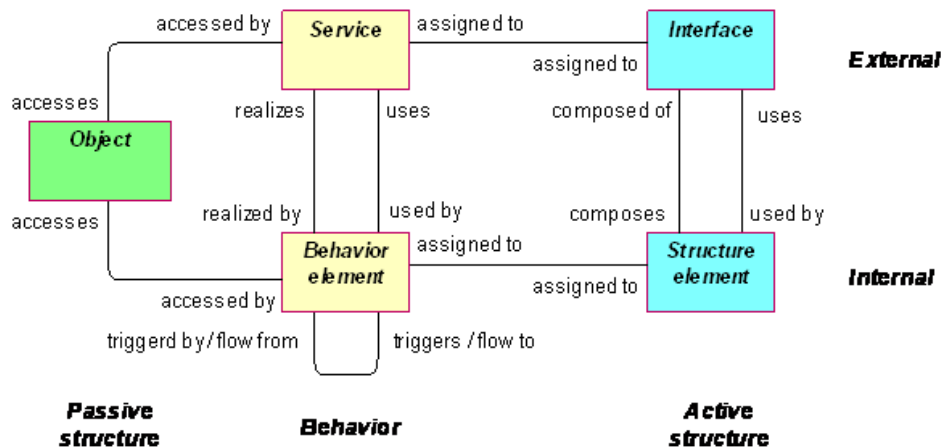 accessed by
Service
assigned to
Interface
External
assigned to
accesses
realizes
uses
composed of
uses
Object
accesses
realized by
used by
composes
used by
Behavior
element
assigned to
Structure
element
Internal
assigned to
accessed by
triggerd by / flow from
triggers / flow to
Passive
structure
Behavior
Active
structure